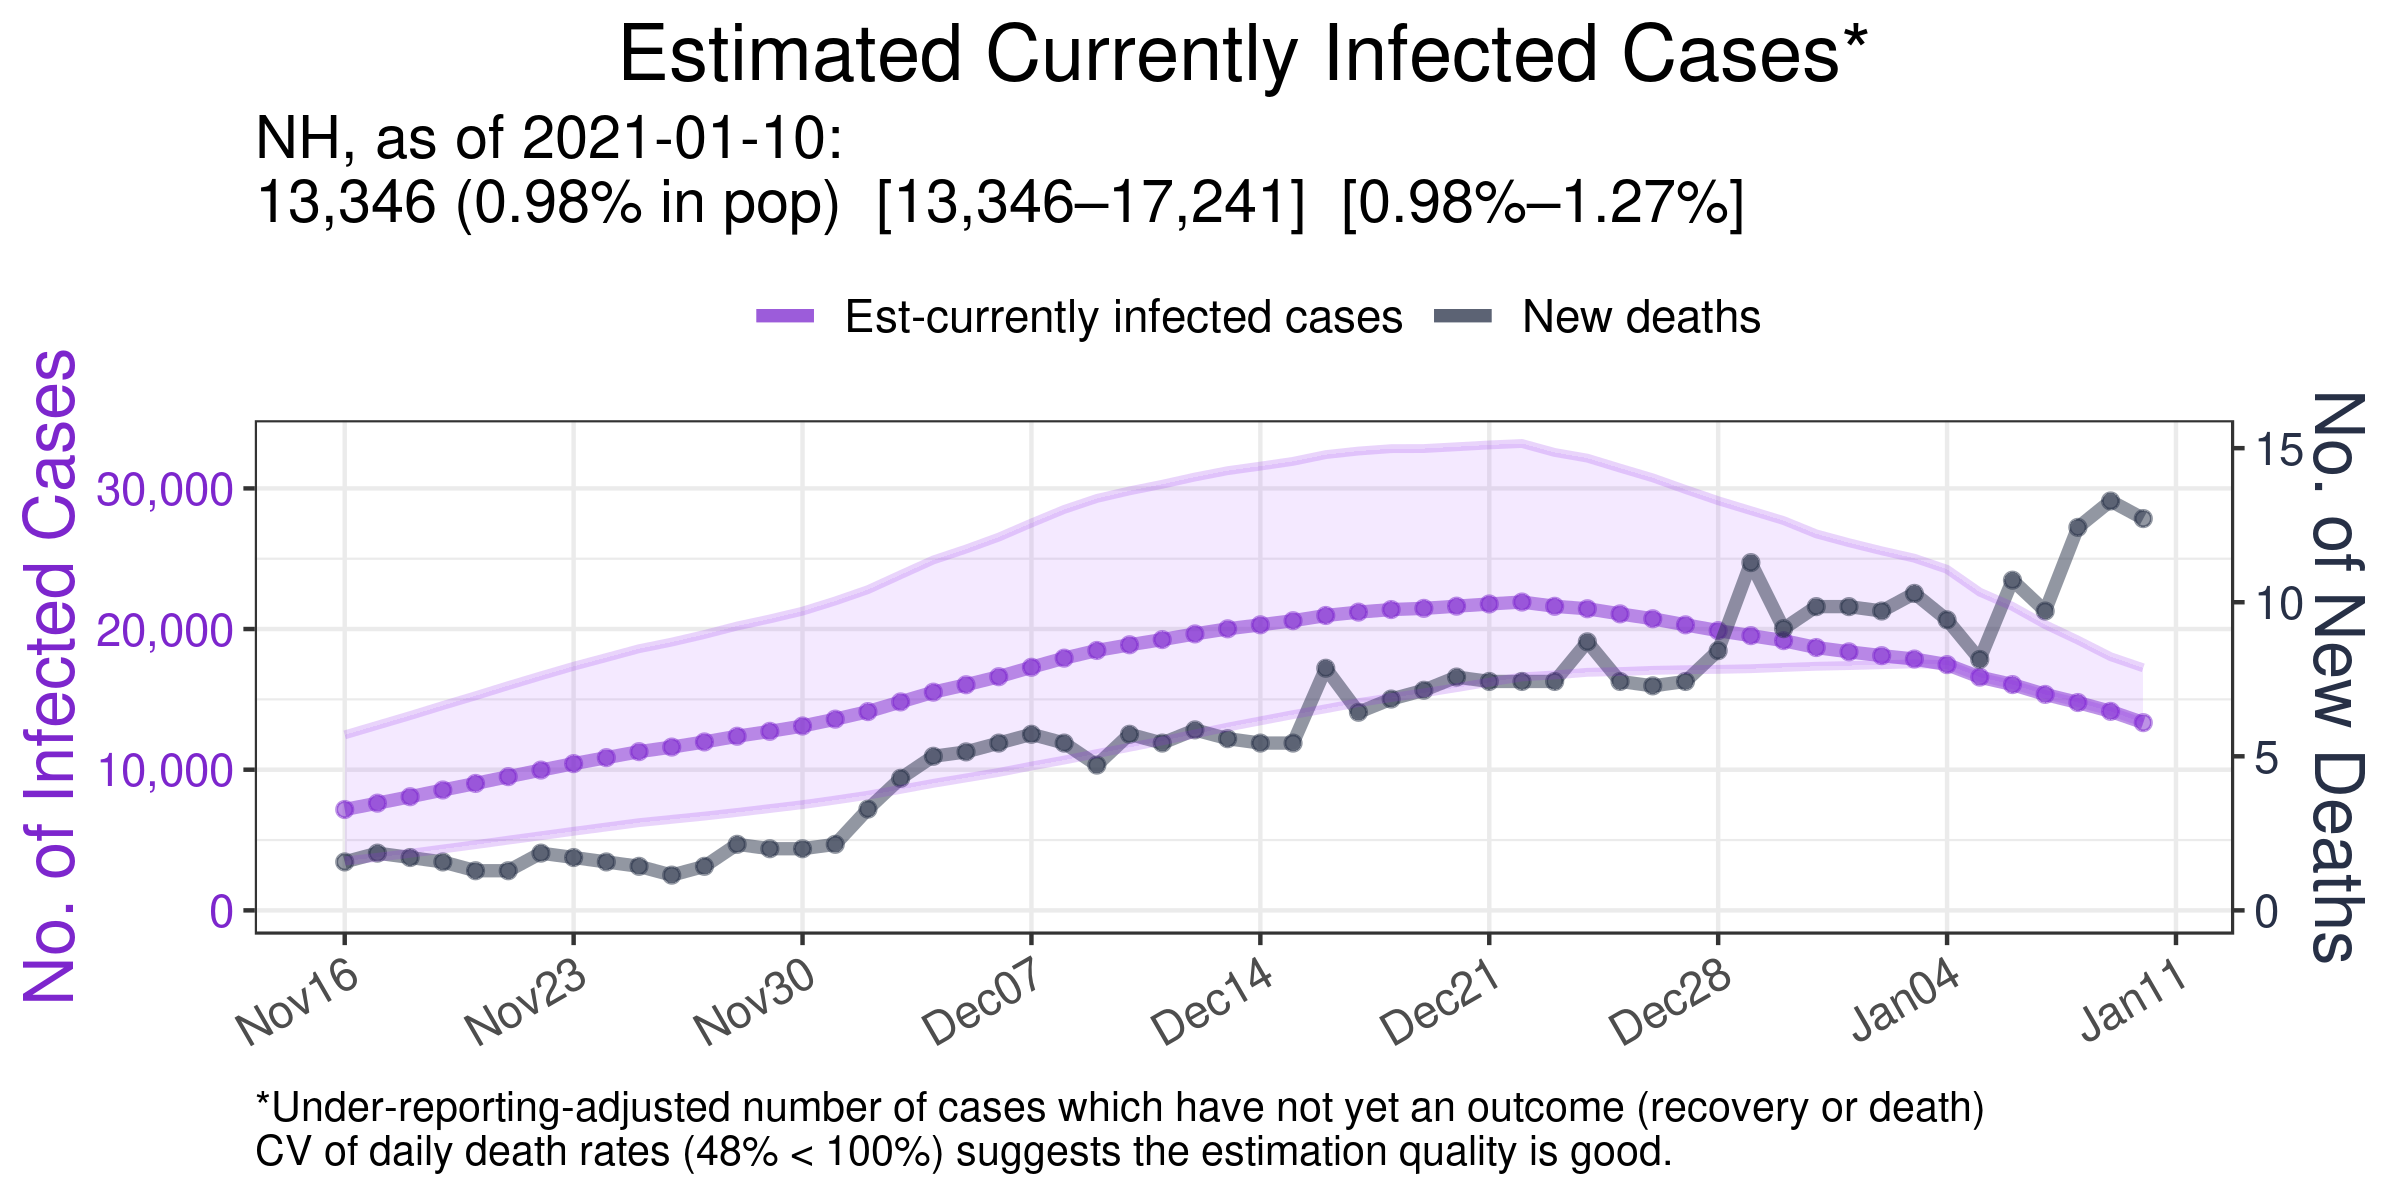 Estimated Currently Infected Cases*
NH, as of 2021-01-10:
13,346 (0.98% in pop)  [13,346–17,241]  [0.98%–1.27%]
Est-currently infected cases
New deaths
No. of Infected Cases
30,000
20,000
10,000
0
15
10
5
0
No. of New Deaths
Nov16
Nov23
Nov30
Dec07
Dec14
Dec21
Dec28
Jan04
Jan11
*Under-reporting-adjusted number of cases which have not yet an outcome (recovery or death)
CV of daily death rates (48% < 100%) suggests the estimation quality is good.